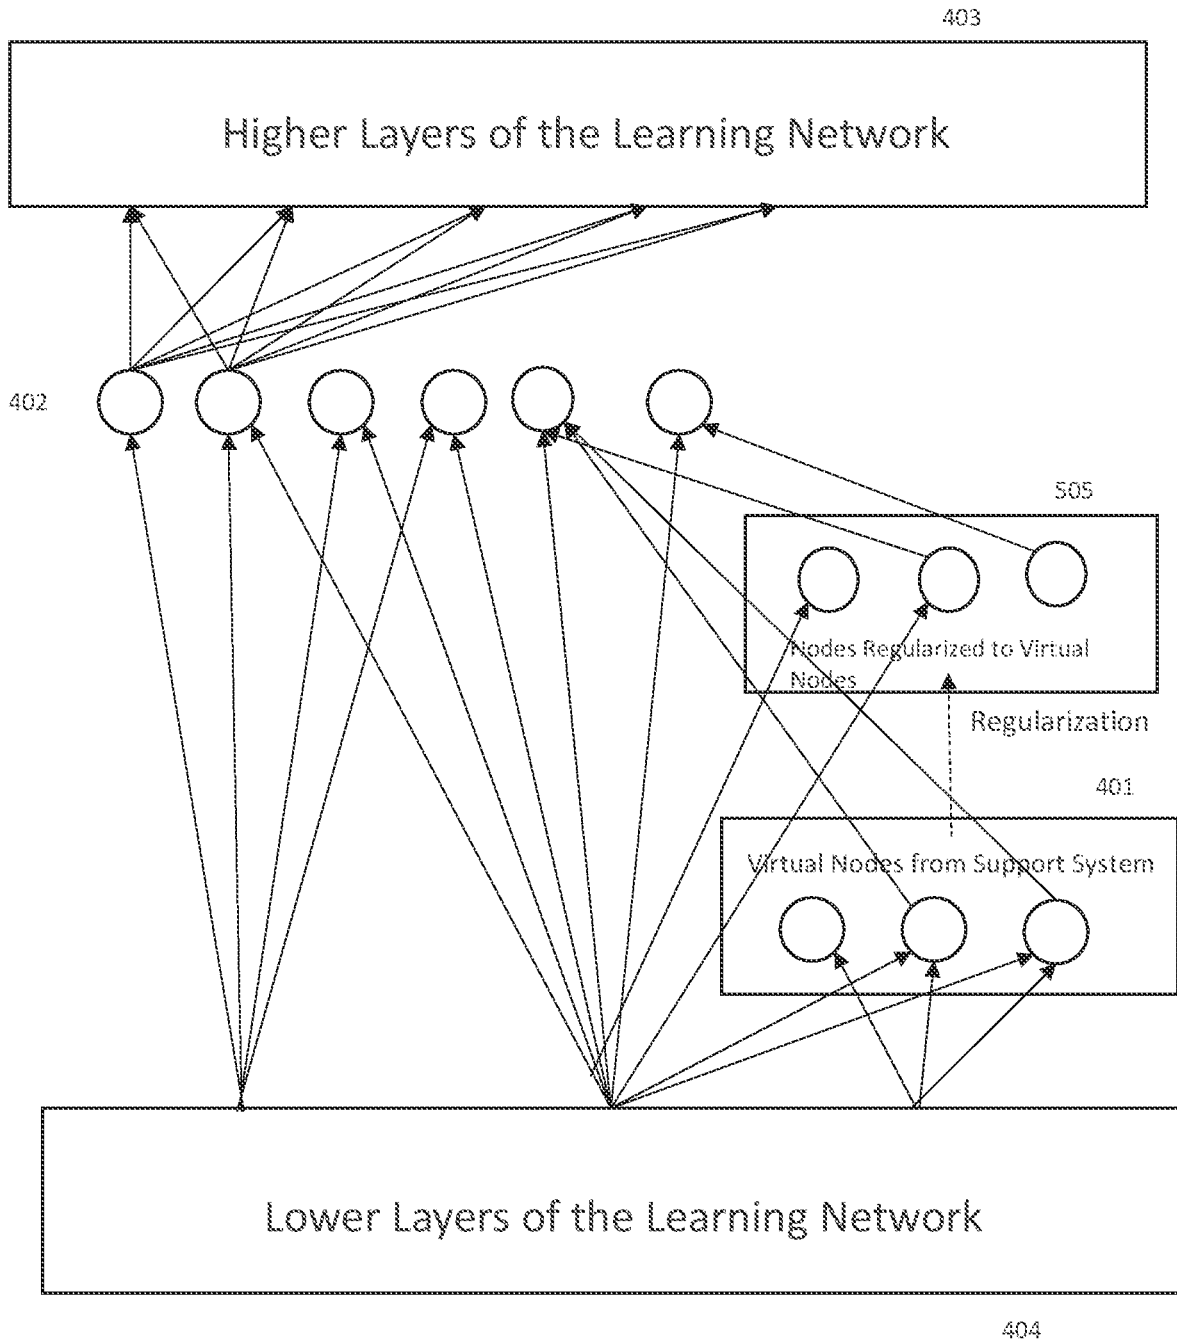 403
Higher Layers of the Learning Network
402
505
Nodes Regularized to Virtual
Nodes
Regularization
401
Virtual Nodes from Support System
Lower Layers of the Learning Network
404